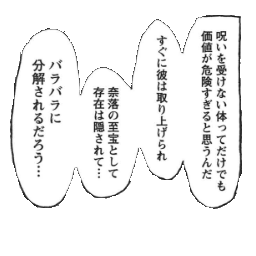 呪いを受けない体ってだけでも
価値が危険すぎると思うんだ
すぐに彼は取り上げられ
奈落の至宝として
存在は隠されて…
バラバラに
分解されるだろう…